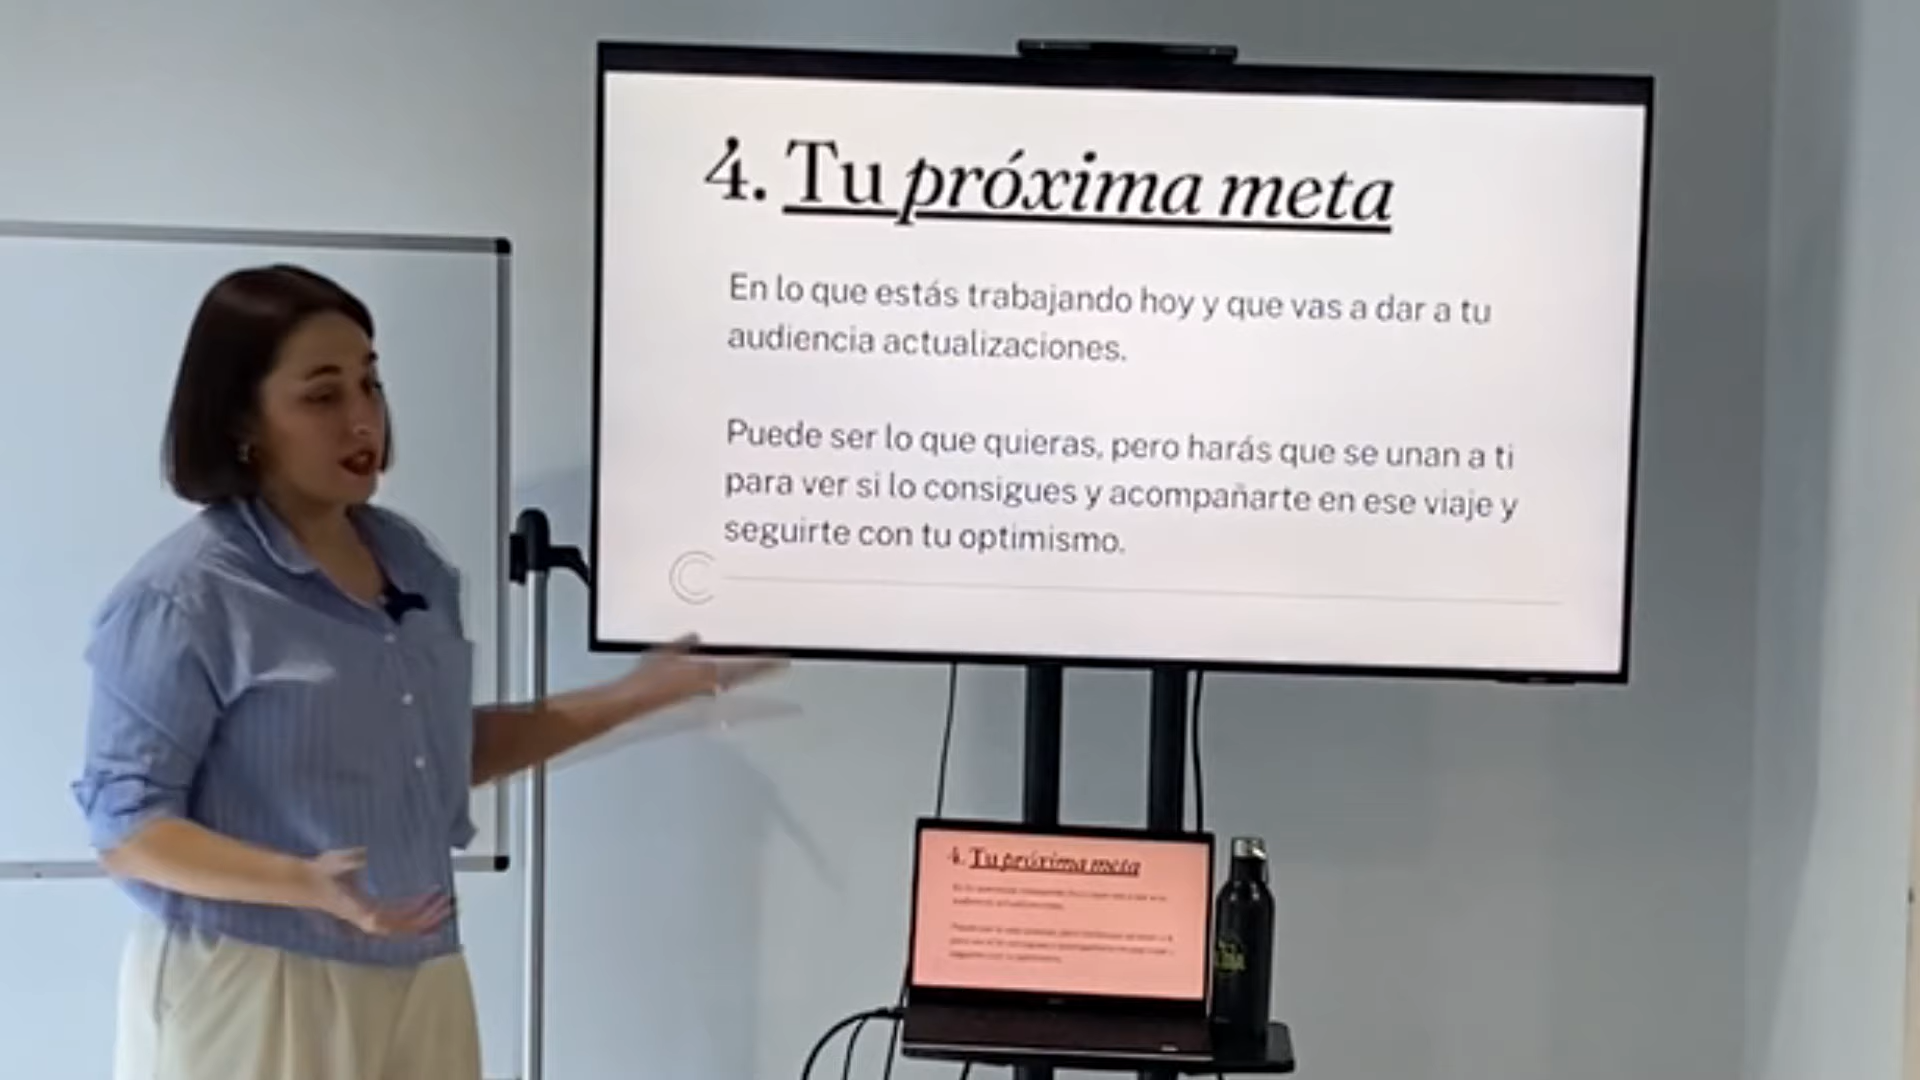 4. Tu próxima meta
En lo que estás trabajando hoy y que vas a dar a tu
audiencia actualizaciones.
Puede ser lo que quieras, pero harás que se unan a ti
para ver si lo consigues y acompañarte en ese viaje y
seguirte con tu optimismo.
4. Tu próxima meta